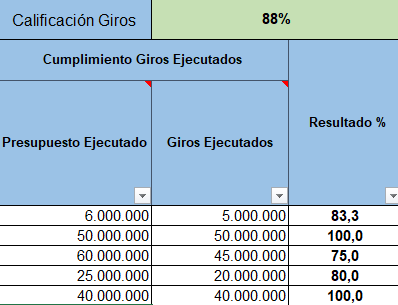 Calificación Giros 88%
Cumplimiento Giros Ejecutados
Resultado %
Presupuesto Ejecutado Giros Ejecutados
6.000.000 5.000.000 83,3
50.000.000 50.000.000 100,0
60.000.000 45.000.000 75,0
25.000.000 20.000.000 80,0
40.000.000 40.000.000 100,0